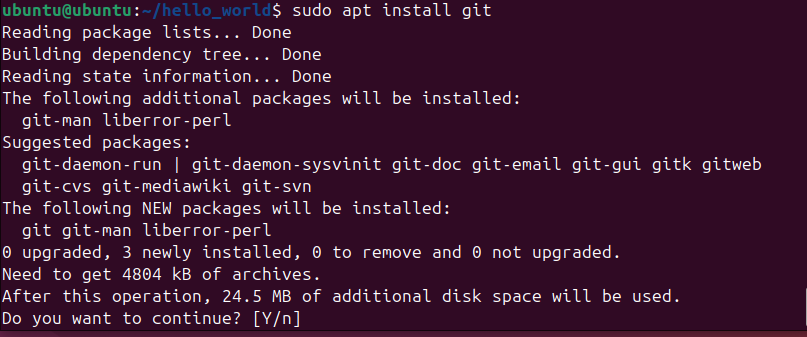 ubuntu@ubuntu:~/hello_world$ sudo apt install git
Reading package lists... Done
Building dependency tree... Done
Reading state information... Done
The following additional packages will be installed:
  git-man liberror-perl
Suggested packages:
  git-daemon-run | git-daemon-sysvinit git-doc git-email git-gui gitk gitweb
  git-cvs git-mediawiki git-svn
The following NEW packages will be installed:
  git git-man liberror-perl
0 upgraded, 3 newly installed, 0 to remove and 0 not upgraded.
Need to get 4804 kB of archives.
After this operation, 24.5 MB of additional disk space will be used.
Do you want to continue? [Y/n]